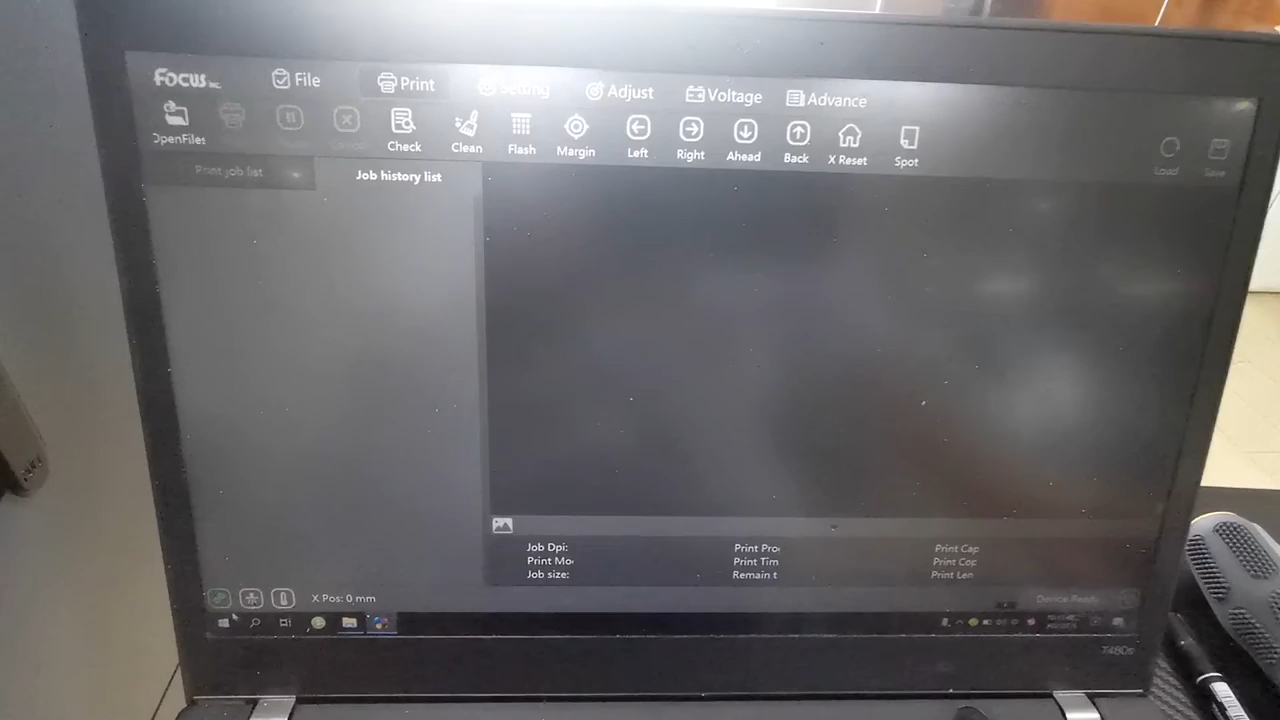 Focus INC
File Print Setting Adjust Voltage Advance
OpenFiles Check Clean Flash Margin Left Right Ahead Back X Reset Spot Load Save
Print job list Job history list
Job Dpi: Print Pro Print Cap
Print Mo Print Tim Print Cop
Job size: Remain t Print Len
X Pos: 0 mm Device Ready
T480s